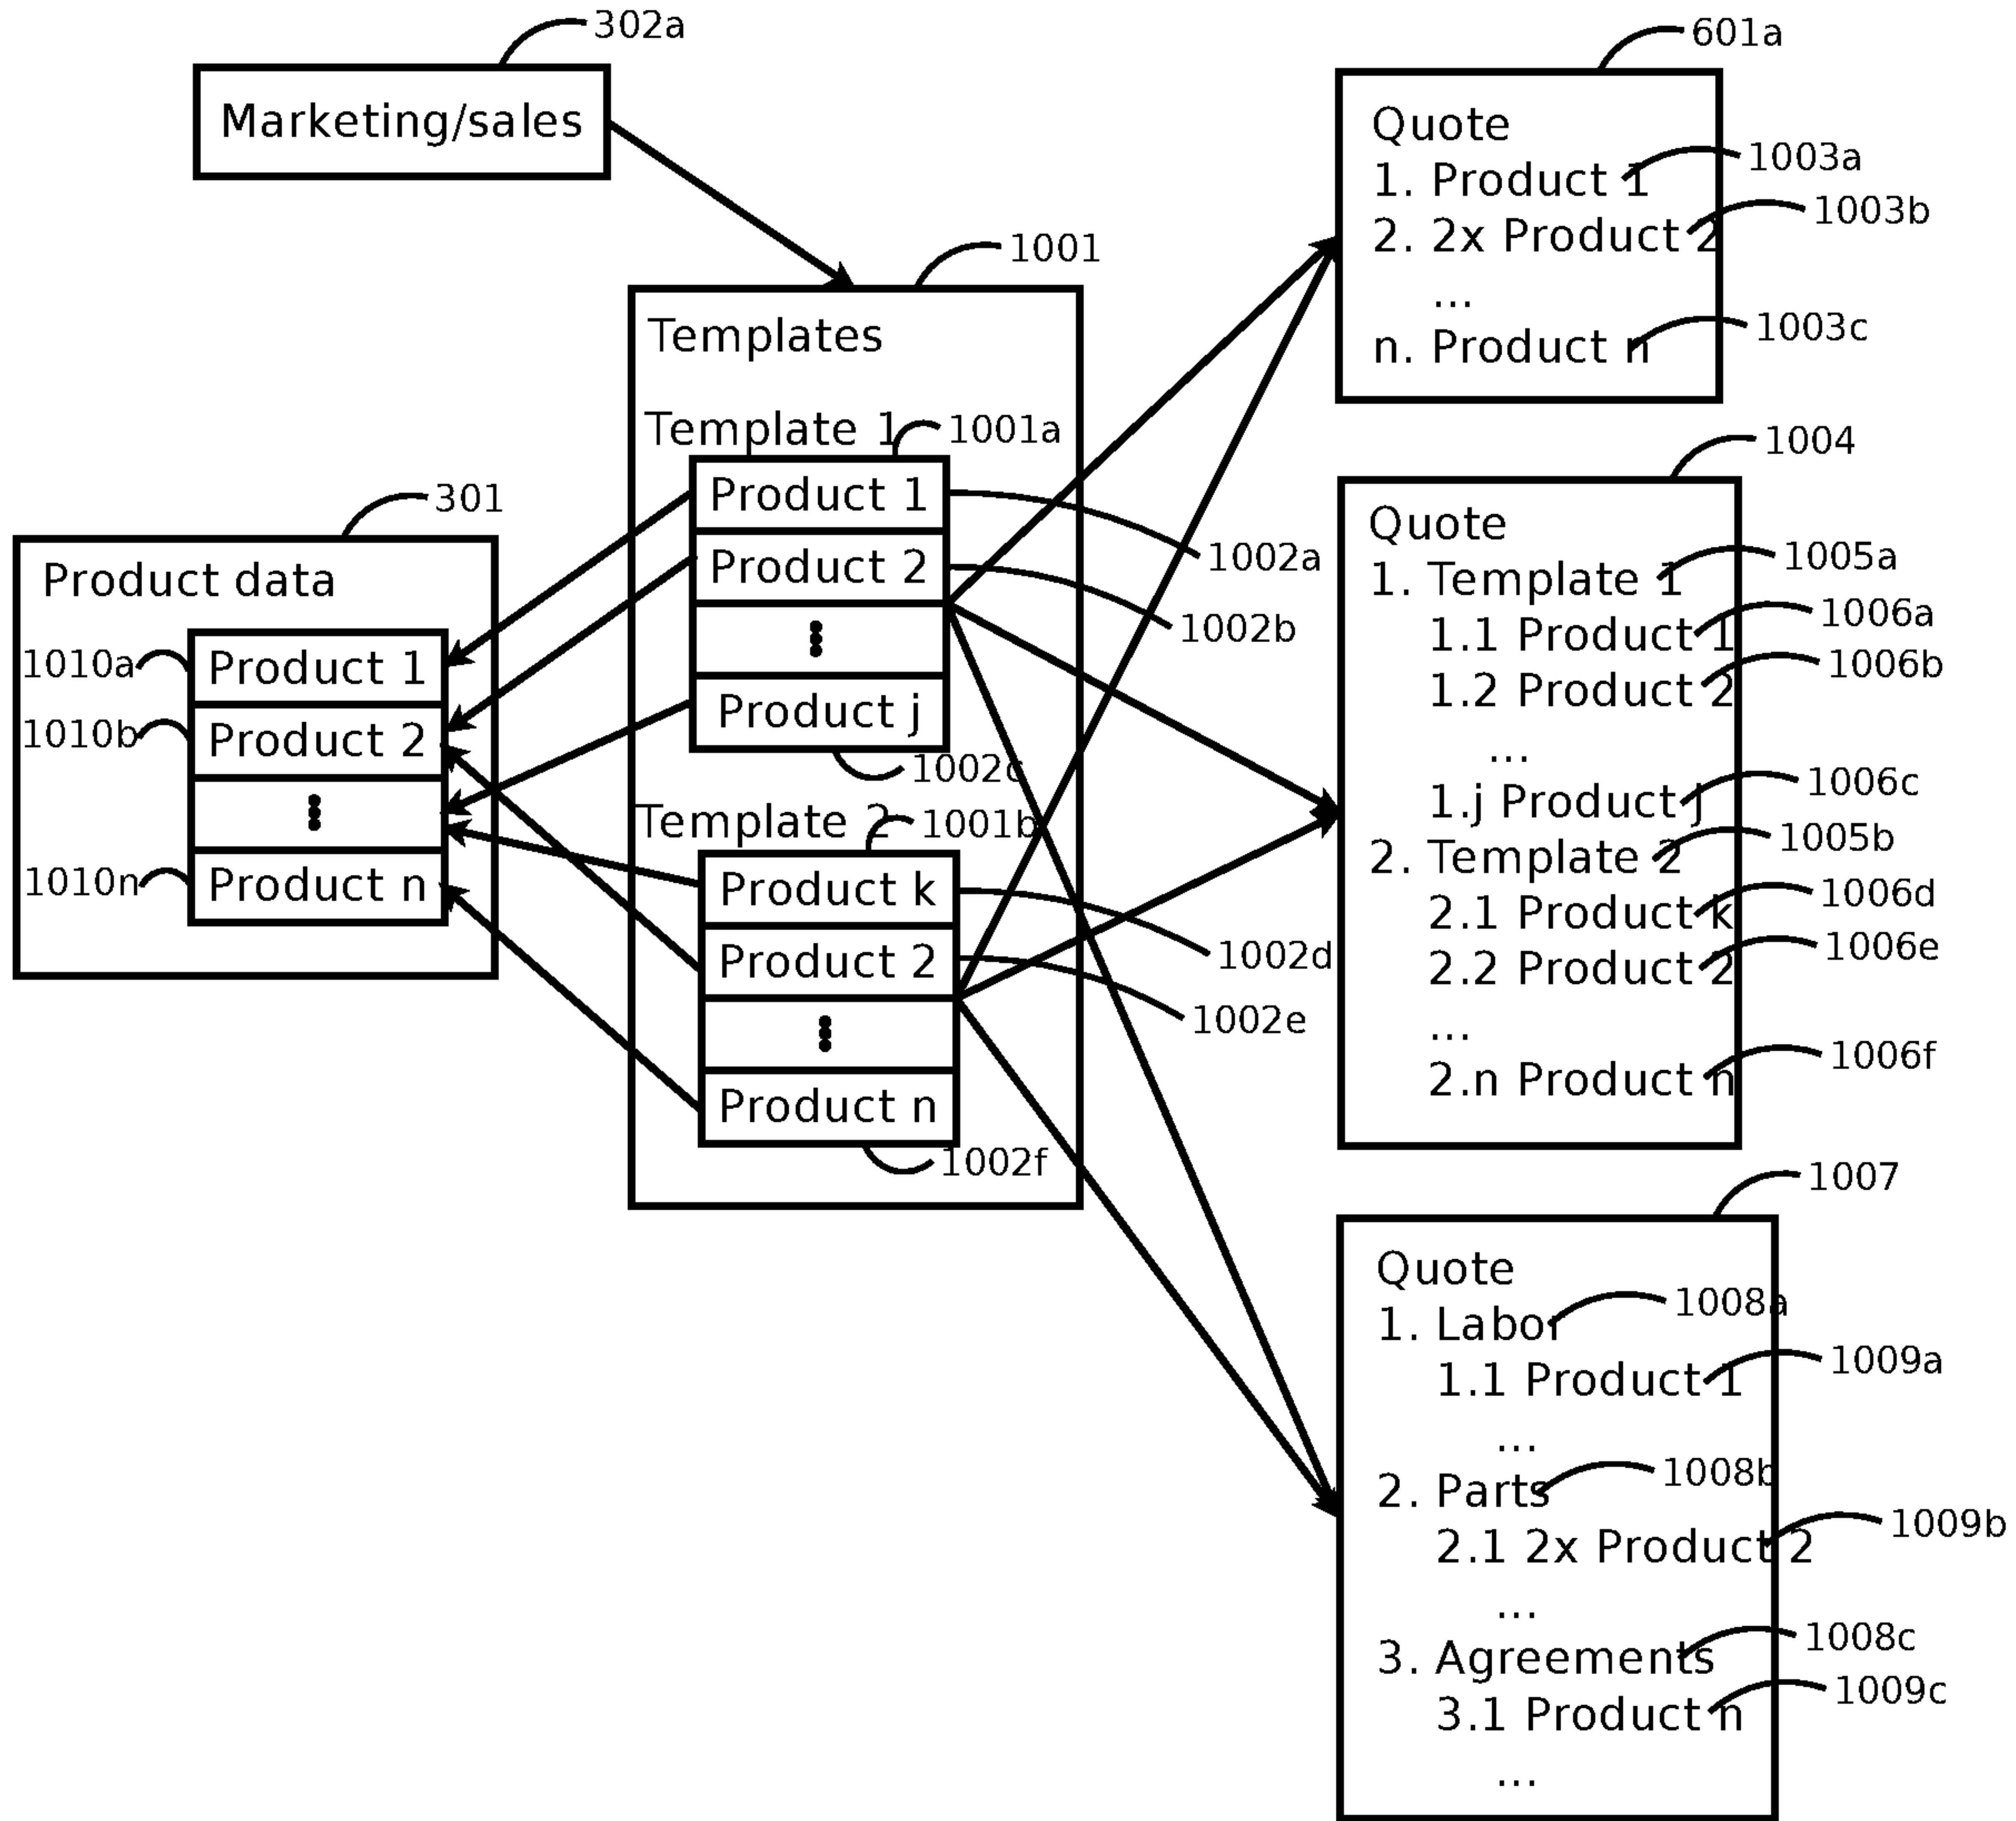 302a
Marketing/sales
1001
Templates
Template 1
1001a
Product 1
1002a
Product 2
1002b
Product j
1002c
Template 2
1001b
Product k
1002d
Product 2
1002e
Product n
1002f
301
Product data
1010a
Product 1
1010b
Product 2
1010n
Product n
601a
Quote
1. Product 1
1003a
2. 2x Product 2
1003b
...
n. Product n
1003c
1004
Quote
1. Template 1
1005a
1.1 Product 1
1006a
1.2 Product 2
1006b
...
1.j Product j
1006c
2. Template 2
1005b
2.1 Product k
1006d
2.2 Product 2
1006e
...
2.n Product n
1006f
1007
Quote
1. Labor
1008a
1.1 Product 1
1009a
...
2. Parts
1008b
2.1 2x Product 2
1009b
...
3. Agreements
1008c
3.1 Product n
1009c
...